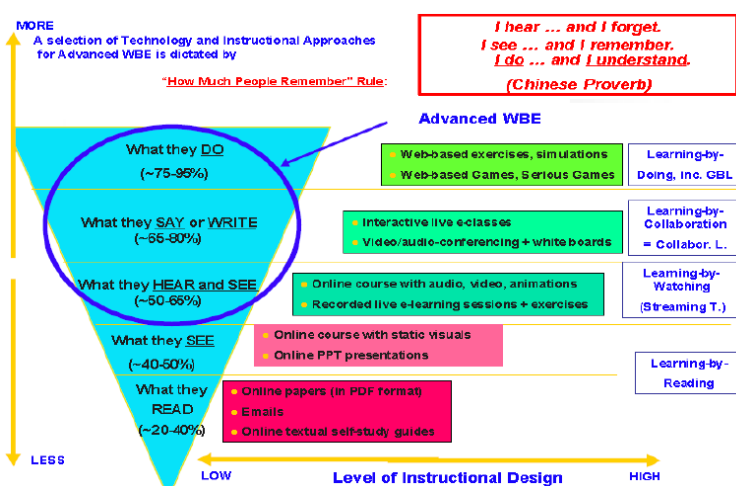 MORE
A selection of Technology and Instructional Approaches
for Advanced WBE is dictated by
"How Much People Remember" Rule:
I hear ... and I forget.
I see ... and I remember.
I do ... and I understand.
(Chinese Proverb)
Advanced WBE
What they DO
(~75-95%)
Web-based exercises, simulations
Web-based Games, Serious Games
Learning-by-
Doing, inc. GBL
What they SAY or WRITE
(~65-80%)
Interactive live e-classes
Video/audio-conferencing + white boards
Learning-by-
Collaboration
= Collabor. L.
What they HEAR and SEE
(~50-65%)
Online course with audio, video, animations
Recorded live e-learning sessions + exercises
Learning-by-
Watching
(Streaming T.)
What they SEE
(~40-50%)
Online course with static visuals
Online PPT presentations
Learning-by-
Reading
What they
READ
(~20-40%)
Online papers (in PDF format)
Emails
Online textual self-study guides
LESS
LOW
Level of Instructional Design
HIGH